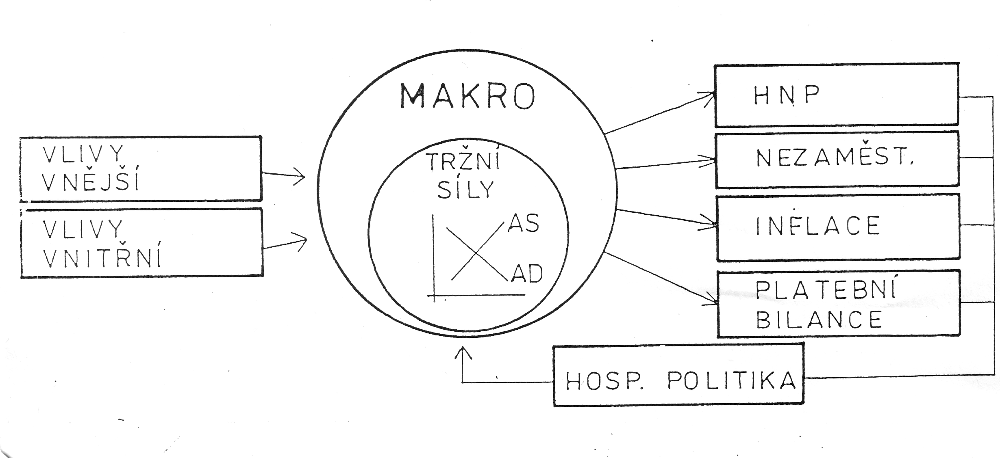 MAKRO
VLIVY
VNĚJŠÍ
VLIVY
VNITŘNÍ
TRŽNÍ
SÍLY
AS
AD
HNP
NEZAMĚST.
INFLACE
PLATEBNÍ
BILANCE
HOSP. POLITIKA